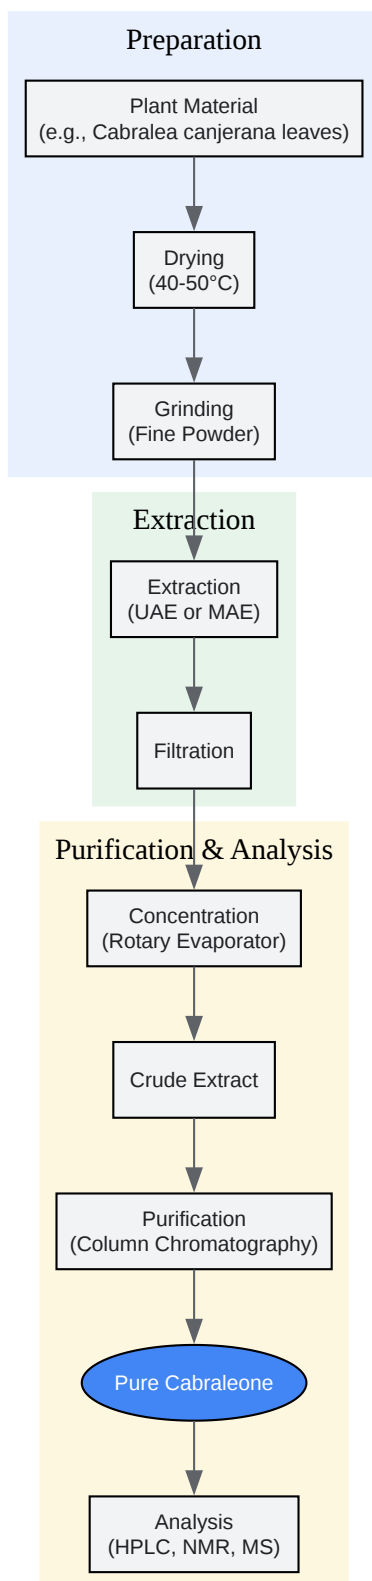 Preparation
Plant Material
(e.g., Cabralea canjerana leaves)
Drying
(40-50°C)
Grinding
(Fine Powder)
Extraction
Extraction
(UAE or MAE)
Filtration
Purification & Analysis
Concentration
(Rotary Evaporator)
Crude Extract
Purification
(Column Chromatography)
Pure Cabraleone
Analysis
(HPLC, NMR, MS)